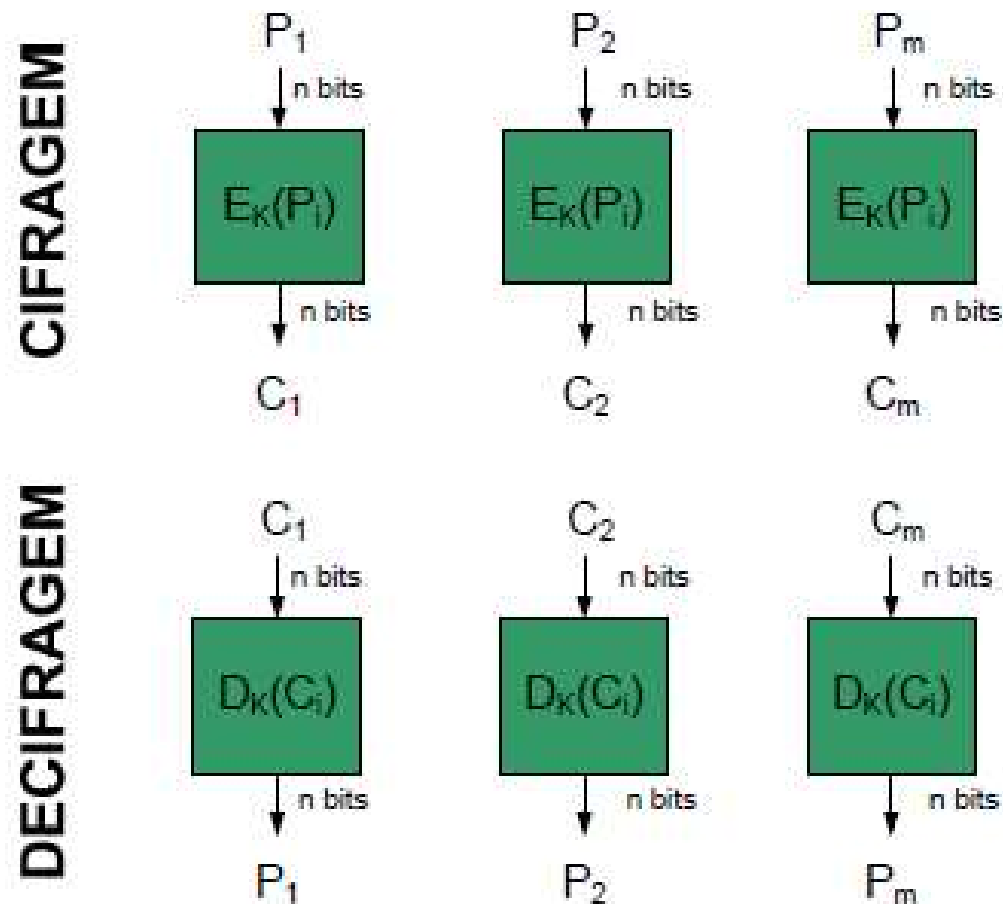 CIFRAGEM
P1 P2 Pm
n bits n bits n bits
EK(Pi) EK(Pi) EK(Pi)
n bits n bits n bits
C1 C2 Cm
DECIFRAGEM
C1 C2 Cm
n bits n bits n bits
DK(Ci) DK(Ci) DK(Ci)
n bits n bits n bits
P1 P2 Pm